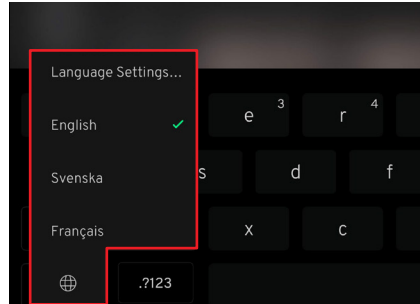 Language Settings...
English
Svenska
Français
e 3
r 4
s
d
f
x
c
.?123